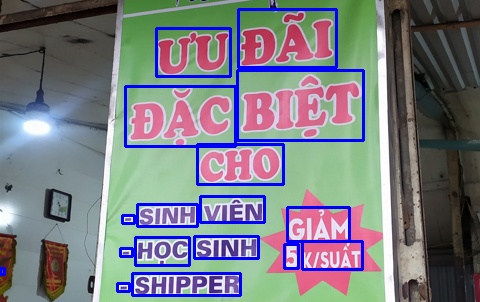 ƯU ĐÃI
ĐẶC BIỆT
CHO
- SINH VIÊN
- HỌC SINH
- SHIPPER
GIẢM
5K/SUẤT